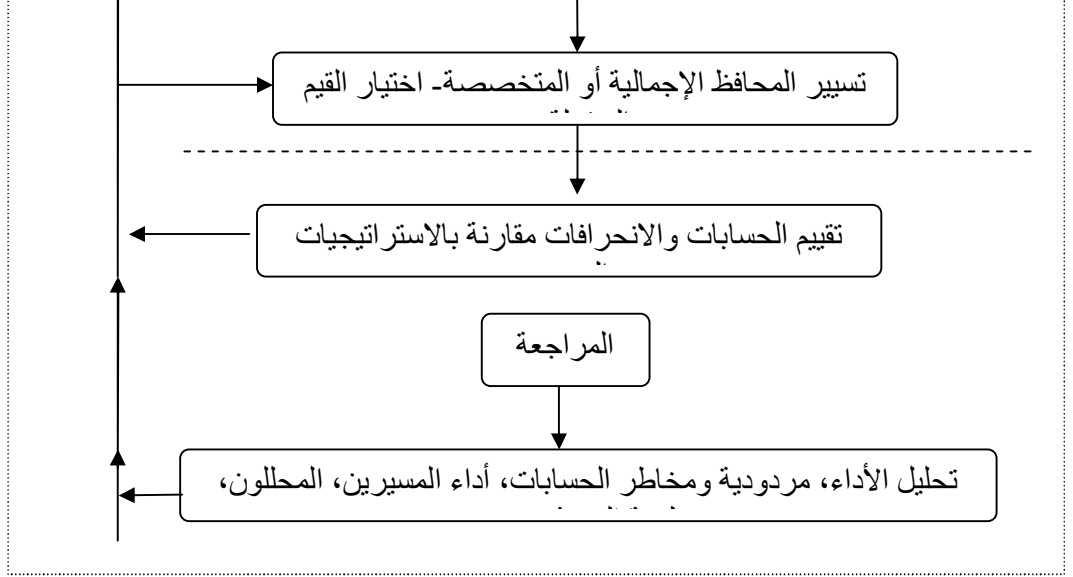 تسيير المحافظ الإجمالية أو المتخصصة- اختيار القيم
تقييم الحسابات والانحرافات مقارنة بالاستراتيجيات
المراجعة
تحليل الأداء، مردودية ومخاطر الحسابات، أداء المسيرين، المحللون،